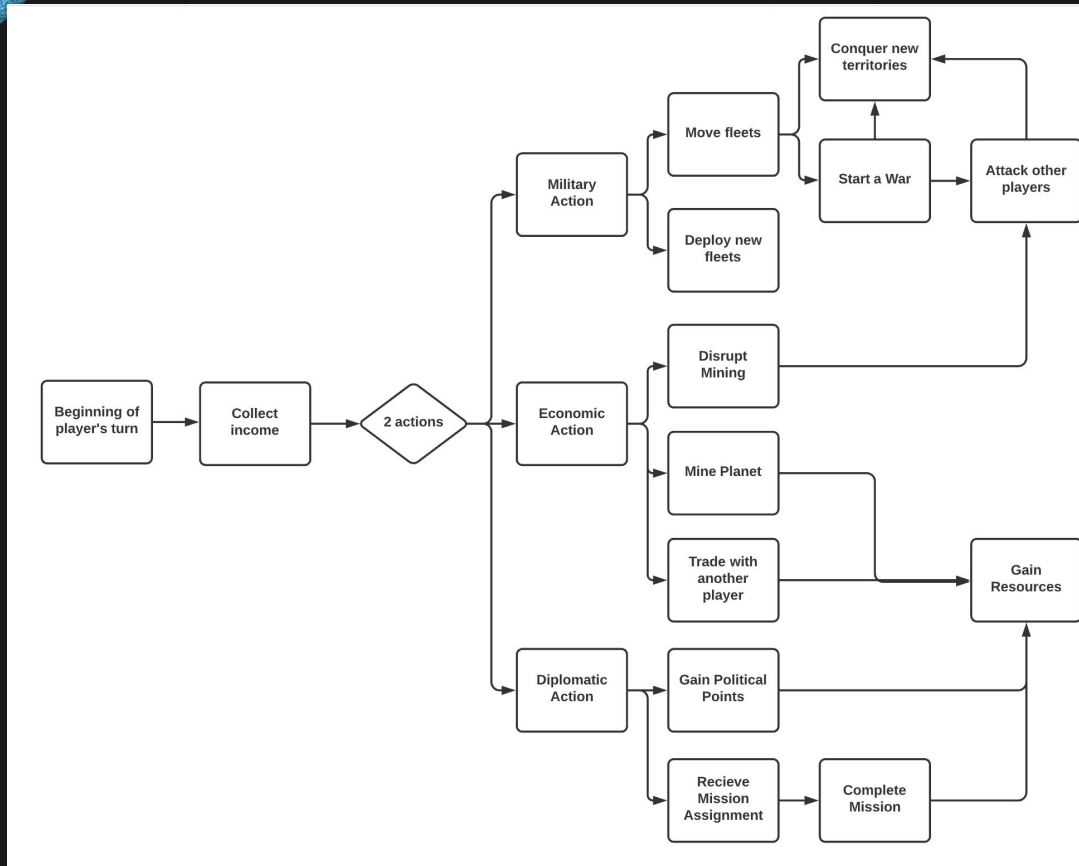 Conquer new
territories
Move fleets
Start a War
Attack other
players
Military
Action
Deploy new
fleets
Disrupt
Mining
Beginning of
player's turn
Collect
income
2 actions
Economic
Action
Mine Planet
Trade with
another
player
Gain
Resources
Diplomatic
Action
Gain Political
Points
Recieve
Mission
Assignment
Complete
Mission